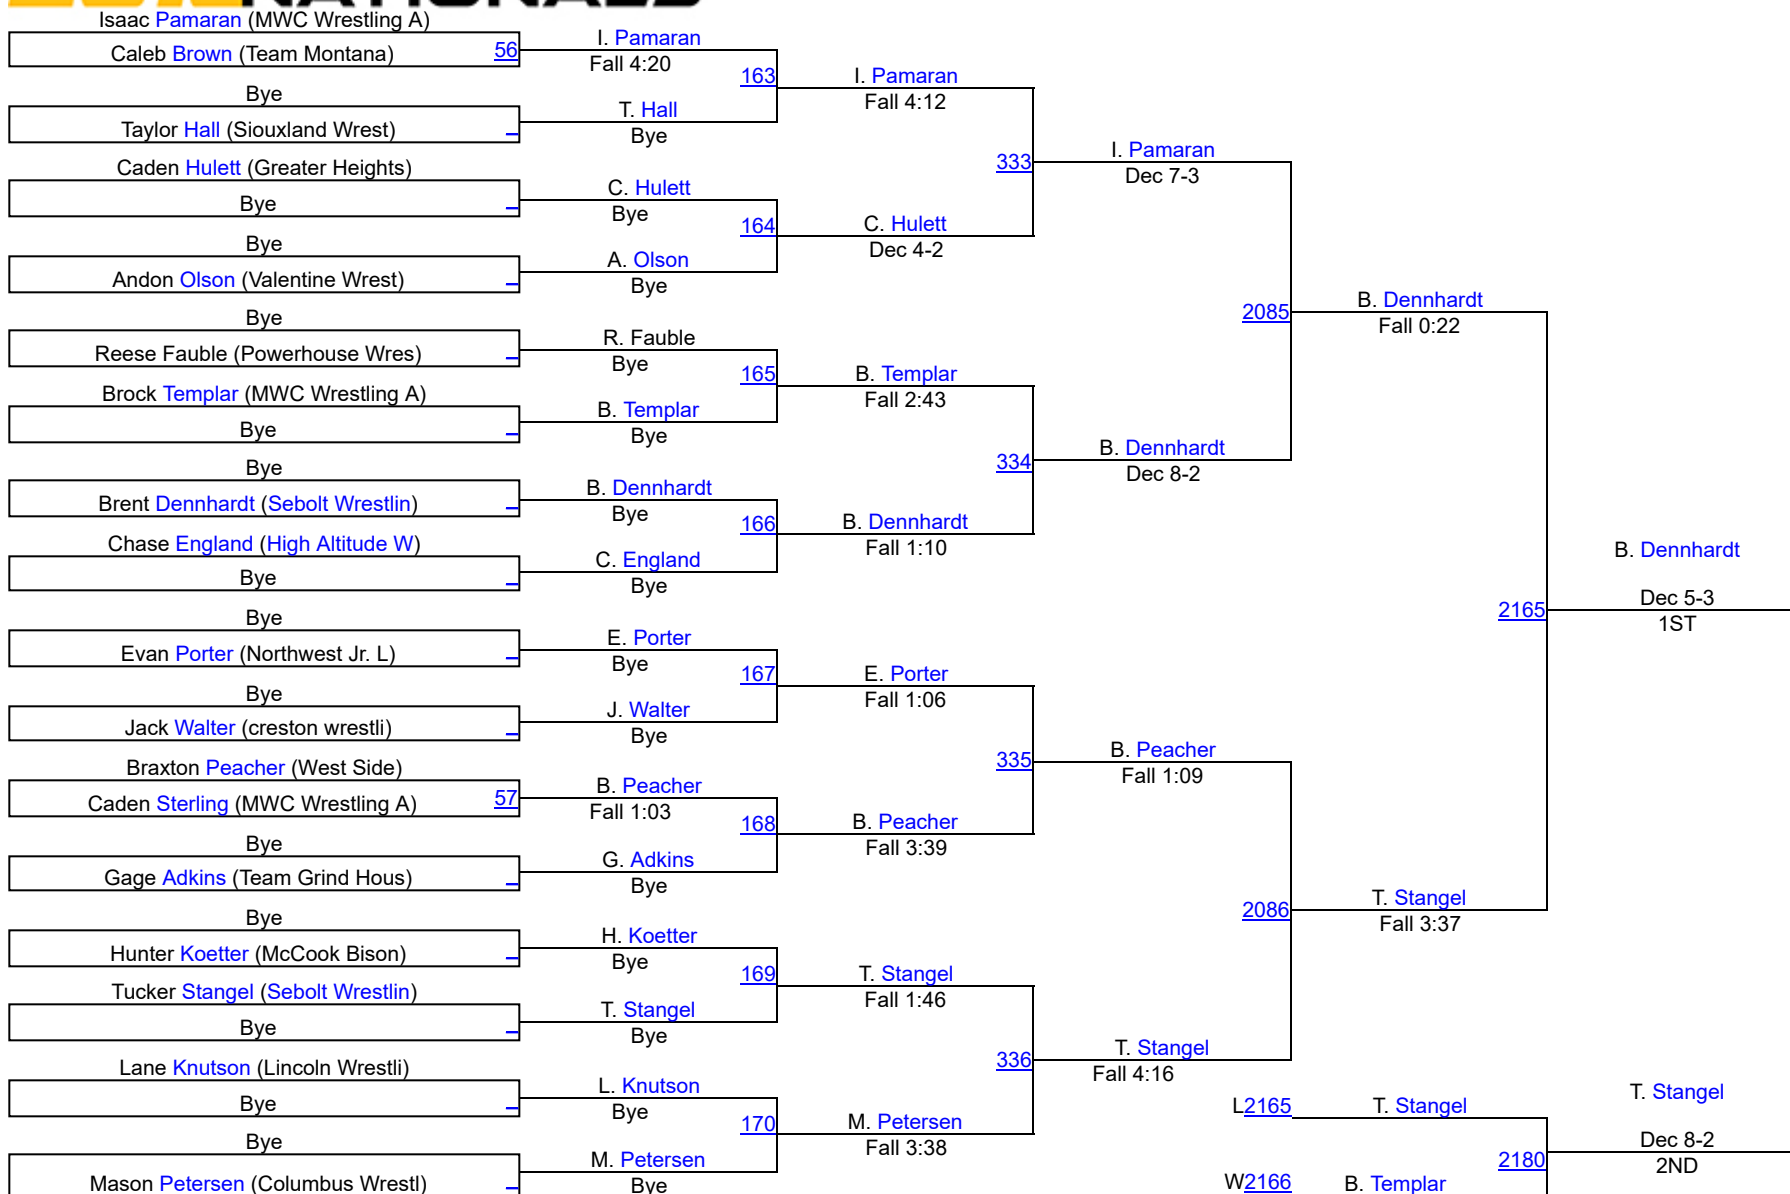 Isaac Pamaran (MWC Wrestling A)
Caleb Brown (Team Montana) 56
Bye
Taylor Hall (Siouxland Wrest)
Caden Hulett (Greater Heights)
Bye
Bye
Andon Olson (Valentine Wrest)
Bye
Reese Fauble (Powerhouse Wres)
Brock Templar (MWC Wrestling A)
Bye
Bye
Brent Dennhardt (Sebolt Wrestlin)
Chase England (High Altitude W)
Bye
Bye
Evan Porter (Northwest Jr. L)
Bye
Jack Walter (creston wrestli)
Braxton Peacher (West Side)
Caden Sterling (MWC Wrestling A) 57
Bye
Gage Adkins (Team Grind Hous)
Bye
Hunter Koetter (McCook Bison)
Tucker Stangel (Sebolt Wrestlin)
Bye
Lane Knutson (Lincoln Wrestli)
Bye
Bye
Mason Petersen (Columbus Wrestl)
I. Pamaran
Fall 4:20
163
T. Hall
Bye
C. Hulett
Bye
164
A. Olson
Bye
R. Fauble
Bye
165
B. Templar
Bye
B. Dennhardt
Bye
166
C. England
Bye
E. Porter
Bye
167
J. Walter
Bye
B. Peacher
Fall 1:03
168
G. Adkins
Bye
H. Koetter
Bye
169
T. Stangel
Bye
L. Knutson
Bye
170
M. Petersen
Bye
I. Pamaran
Fall 4:12
333
C. Hulett
Dec 4-2
B. Templar
Fall 2:43
334
B. Dennhardt
Fall 1:10
E. Porter
Fall 1:06
335
B. Peacher
Fall 3:39
T. Stangel
Fall 1:46
336
M. Petersen
Fall 3:38
I. Pamaran
Dec 7-3
2085
B. Dennhardt
Dec 8-2
B. Peacher
Fall 1:09
2086
T. Stangel
Fall 4:16
B. Dennhardt
Fall 0:22
2165
T. Stangel
Fall 3:37
B. Dennhardt
Dec 5-3
1ST
L2165 T. Stangel
2180
W2166 B. Templar
T. Stangel
Dec 8-2
2ND